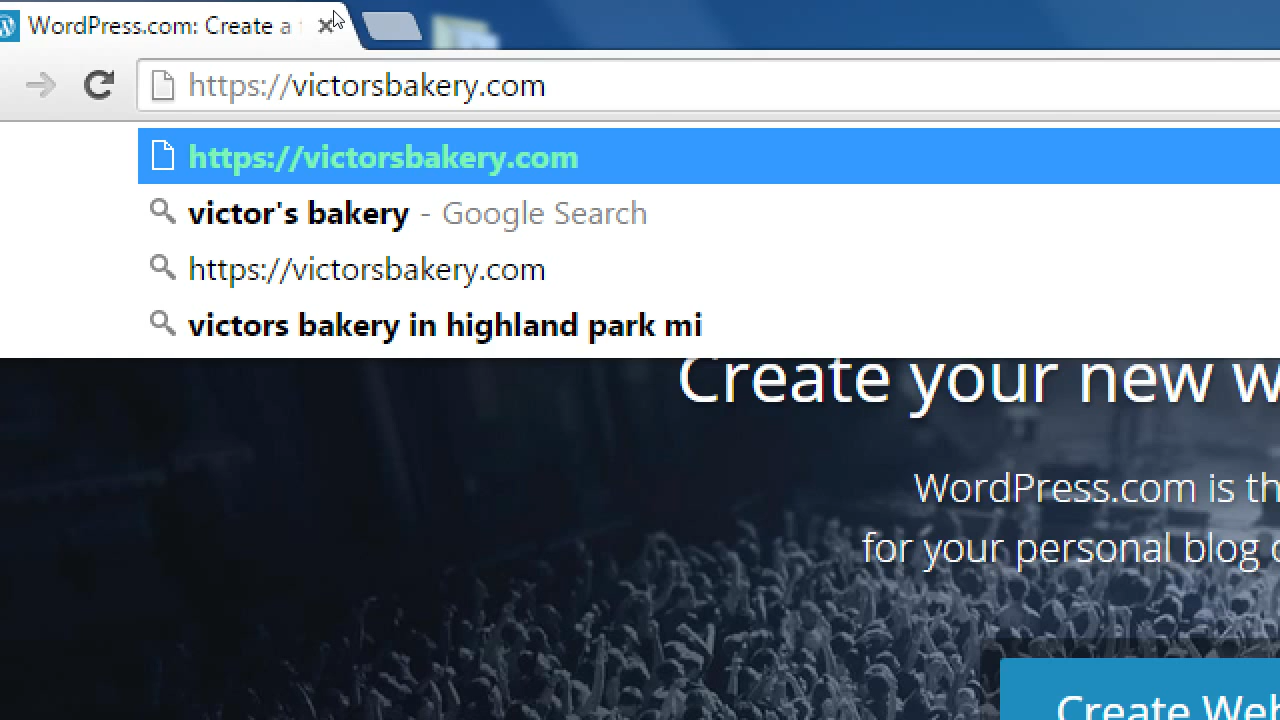 WordPress.com: Create a
https://victorsbakery.com
https://victorsbakery.com
victor's bakery - Google Search
https://victorsbakery.com
victors bakery in highland park mi
Create your new w
WordPress.com is th
for your personal blog
Create Web